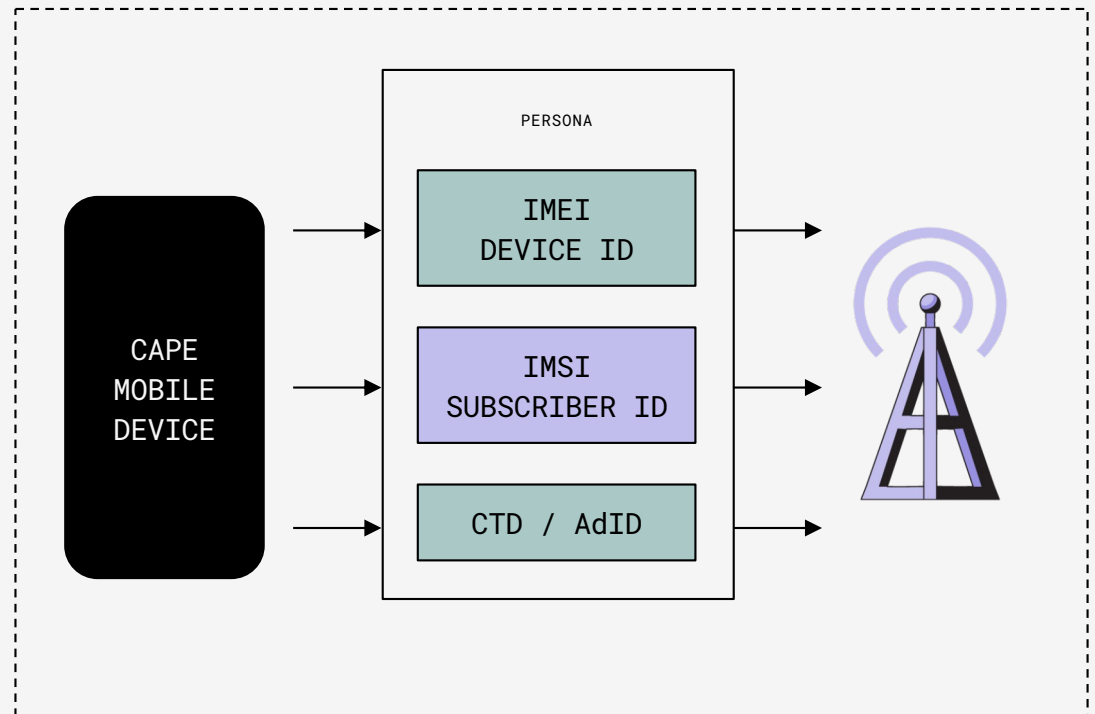 PERSONA
IMEI
DEVICE ID
CAPE
MOBILE
DEVICE
IMSI
SUBSCRIBER ID
CTD / AdID